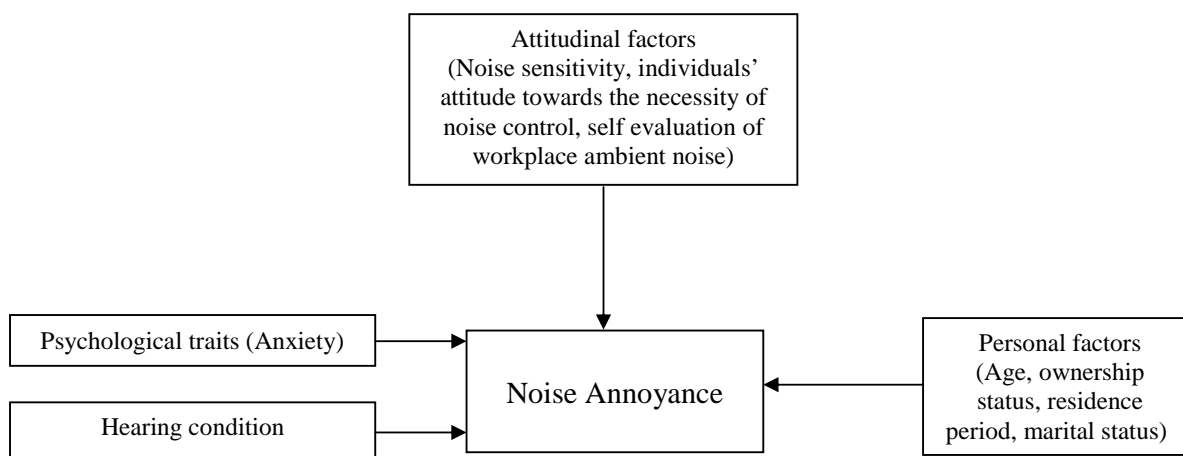 Attitudinal factors
(Noise sensitivity, individuals’
attitude towards the necessity of
noise control, self evaluation of
workplace ambient noise)
Psychological traits (Anxiety)
Hearing condition
Noise Annoyance
Personal factors
(Age, ownership
status, residence
period, marital status)